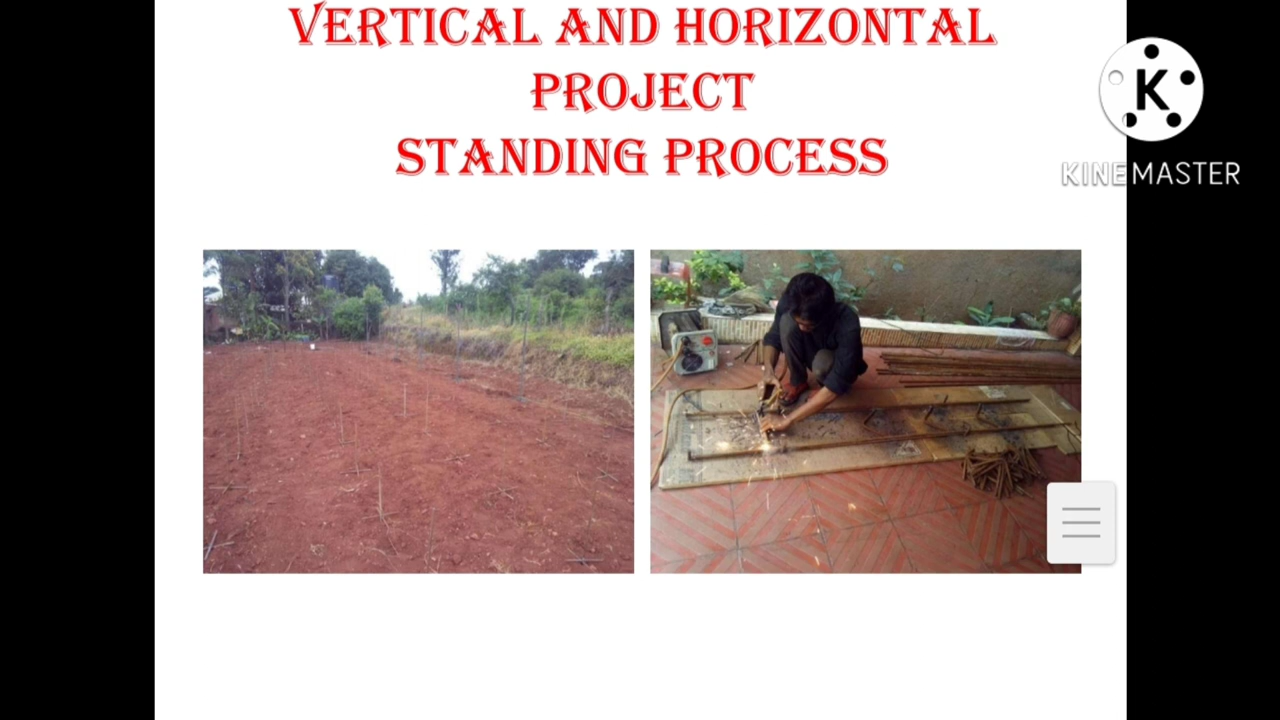 VERTICAL AND HORIZONTAL
PROJECT
STANDING PROCESS
K
KINEMASTER